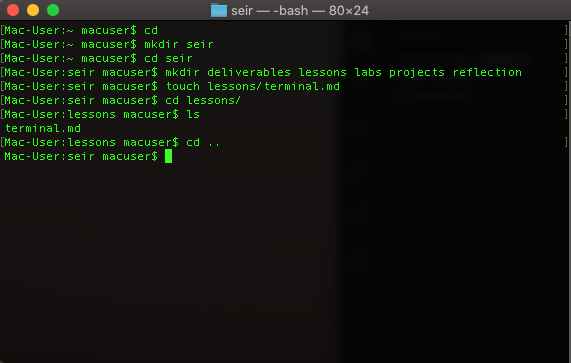 seir — -bash — 80×24
[Mac-User:~ macuser$ cd ]
[Mac-User:~ macuser$ mkdir seir ]
[Mac-User:~ macuser$ cd seir ]
[Mac-User:seir macuser$ mkdir deliverables lessons labs projects reflection ]
[Mac-User:seir macuser$ touch lessons/terminal.md ]
[Mac-User:seir macuser$ cd lessons/ ]
[Mac-User:lessons macuser$ ls ]
terminal.md
[Mac-User:lessons macuser$ cd .. ]
Mac-User:seir macuser$